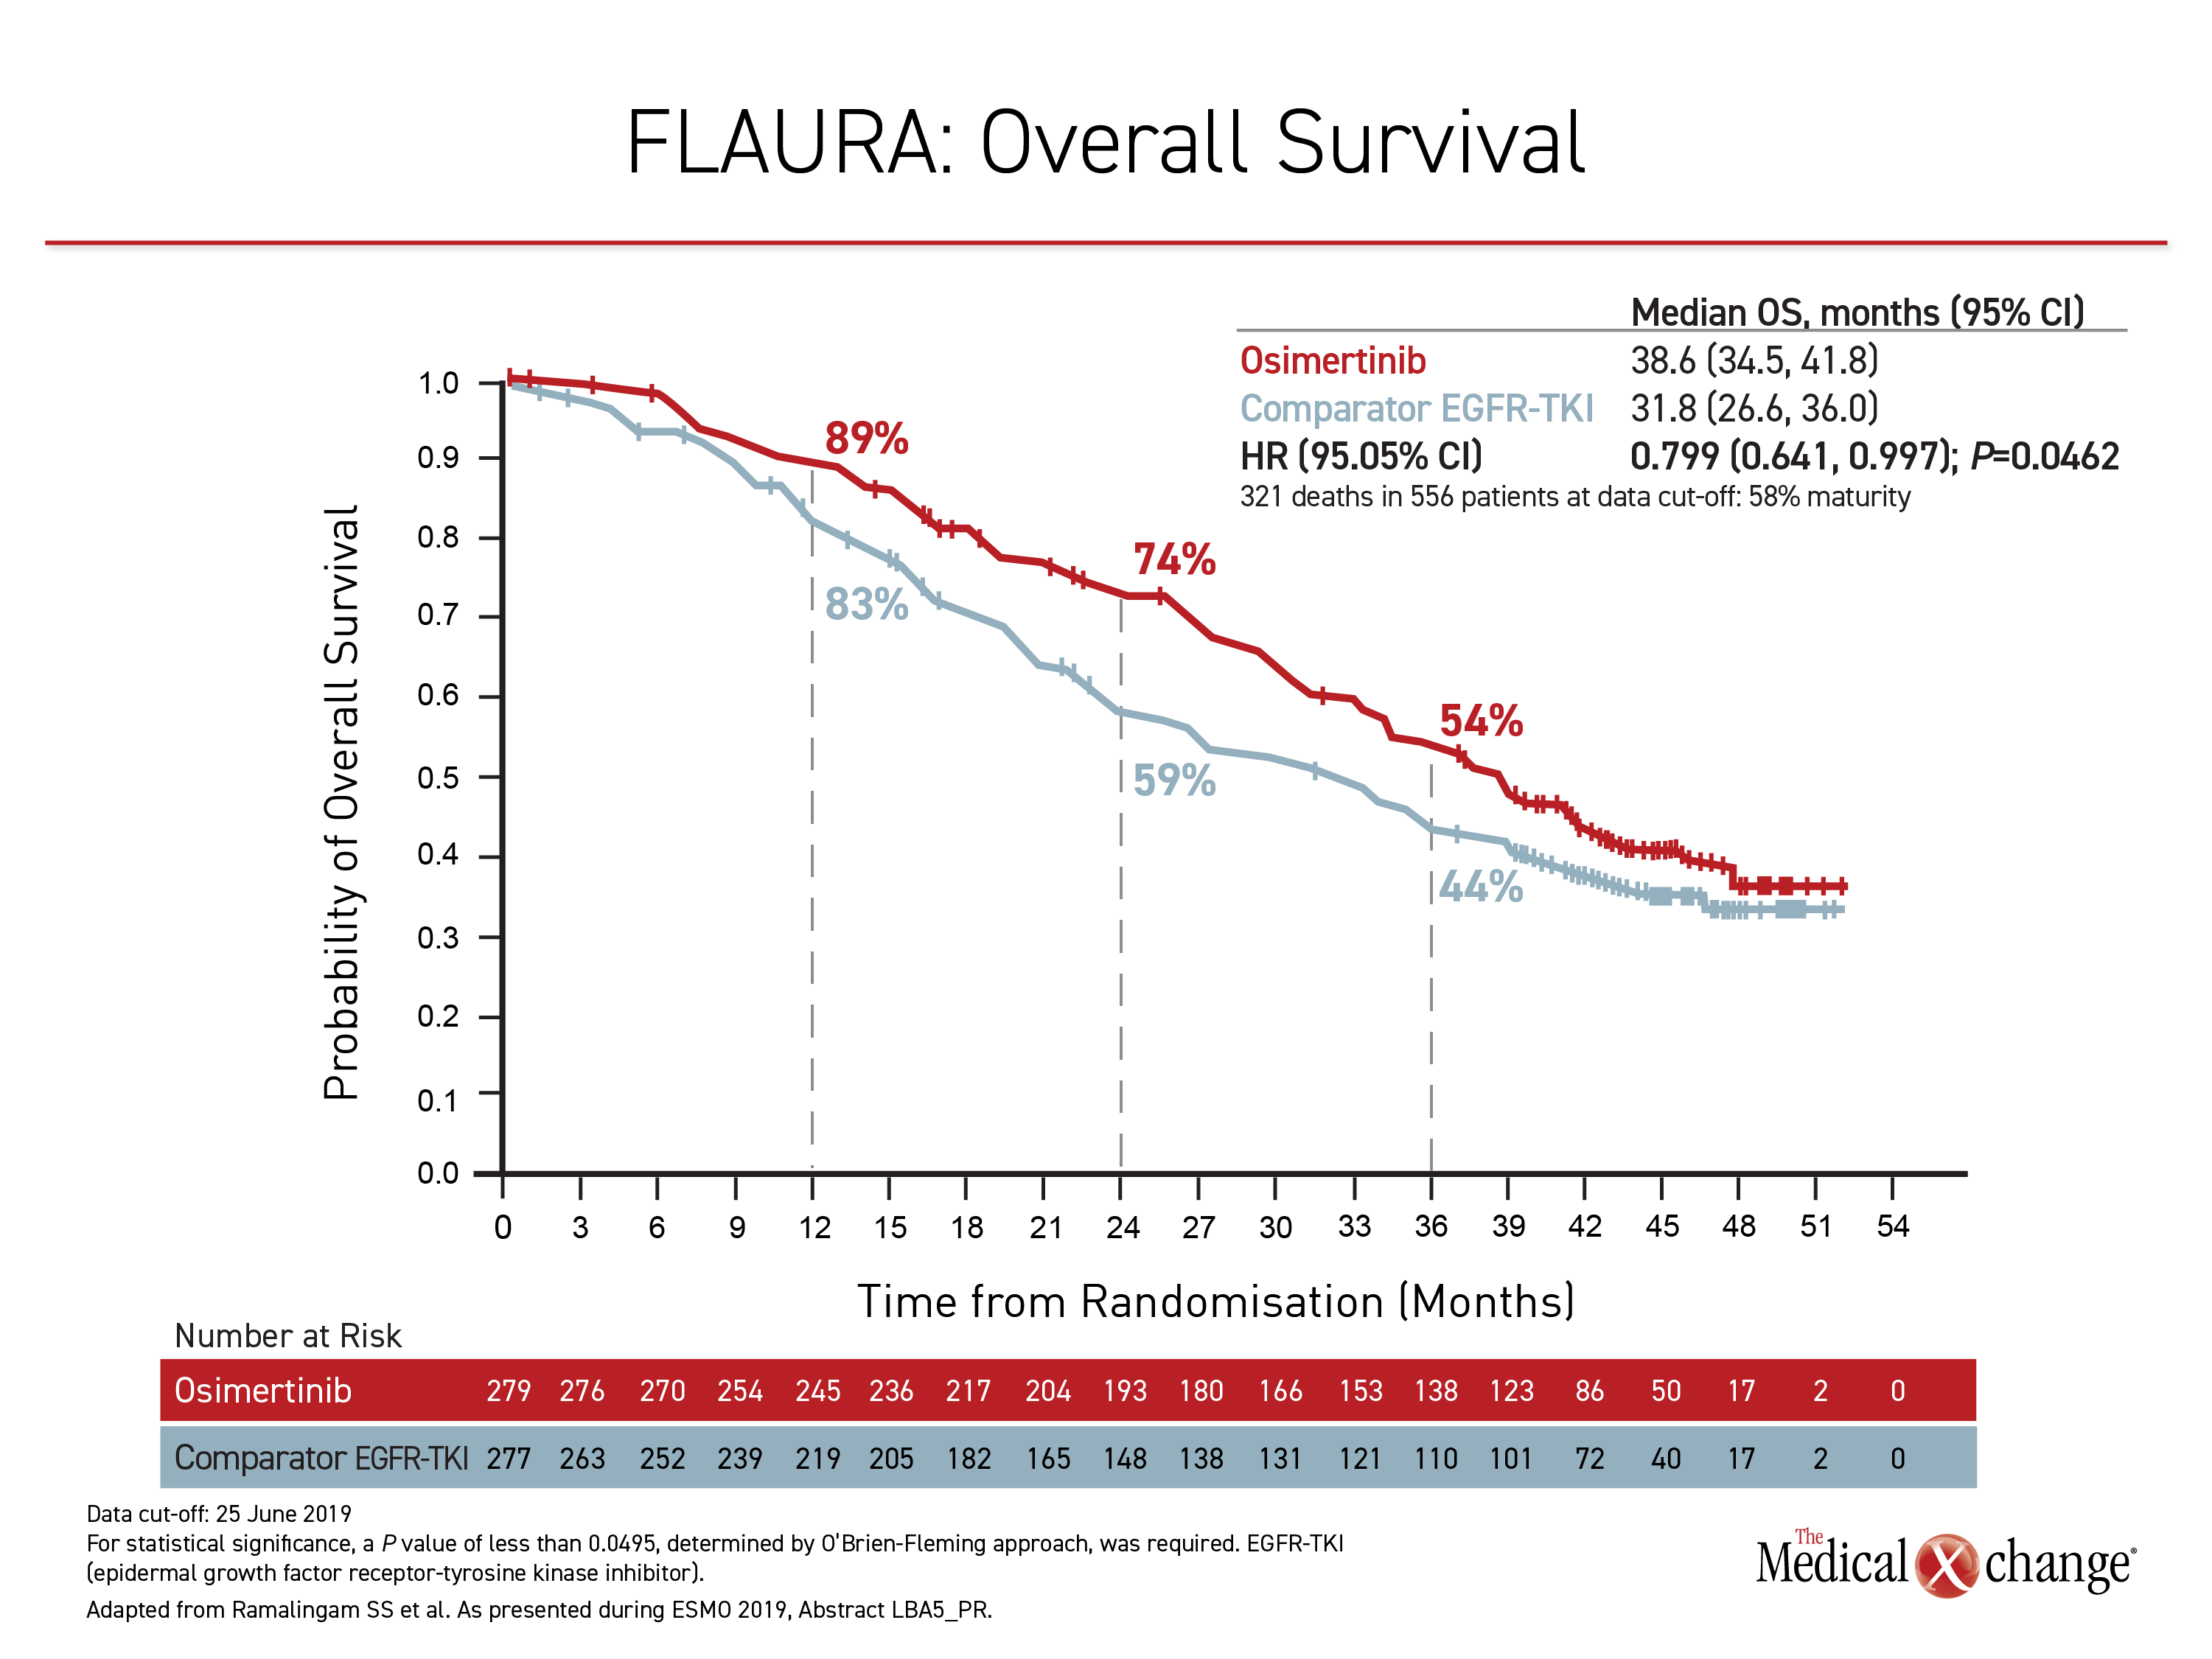 FLAURA: Overall Survival
Median OS, months (95% CI)
Osimertinib 38.6 (34.5, 41.8)
Comparator EGFR-TKI 31.8 (26.6, 36.0)
HR (95.05% CI) 0.799 (0.641, 0.997); P=0.0462
321 deaths in 556 patients at data cut-off: 58% maturity
Probability of Overall Survival
1.0
0.9
0.8
0.7
0.6
0.5
0.4
0.3
0.2
0.1
0.0
89%
83%
74%
59%
54%
44%
0 3 6 9 12 15 18 21 24 27 30 33 36 39 42 45 48 51 54
Time from Randomisation (Months)
Number at Risk
Osimertinib 279 276 270 254 245 236 217 204 193 180 166 153 138 123 86 50 17 2 0
Comparator EGFR-TKI 277 263 252 239 219 205 182 165 148 138 131 121 110 101 72 40 17 2 0
Data cut-off: 25 June 2019
For statistical significance, a P value of less than 0.0495, determined by O’Brien-Fleming approach, was required. EGFR-TKI
(epidermal growth factor receptor-tyrosine kinase inhibitor).
Adapted from Ramalingam SS et al. As presented during ESMO 2019, Abstract LBA5_PR.
The
Medical X change®